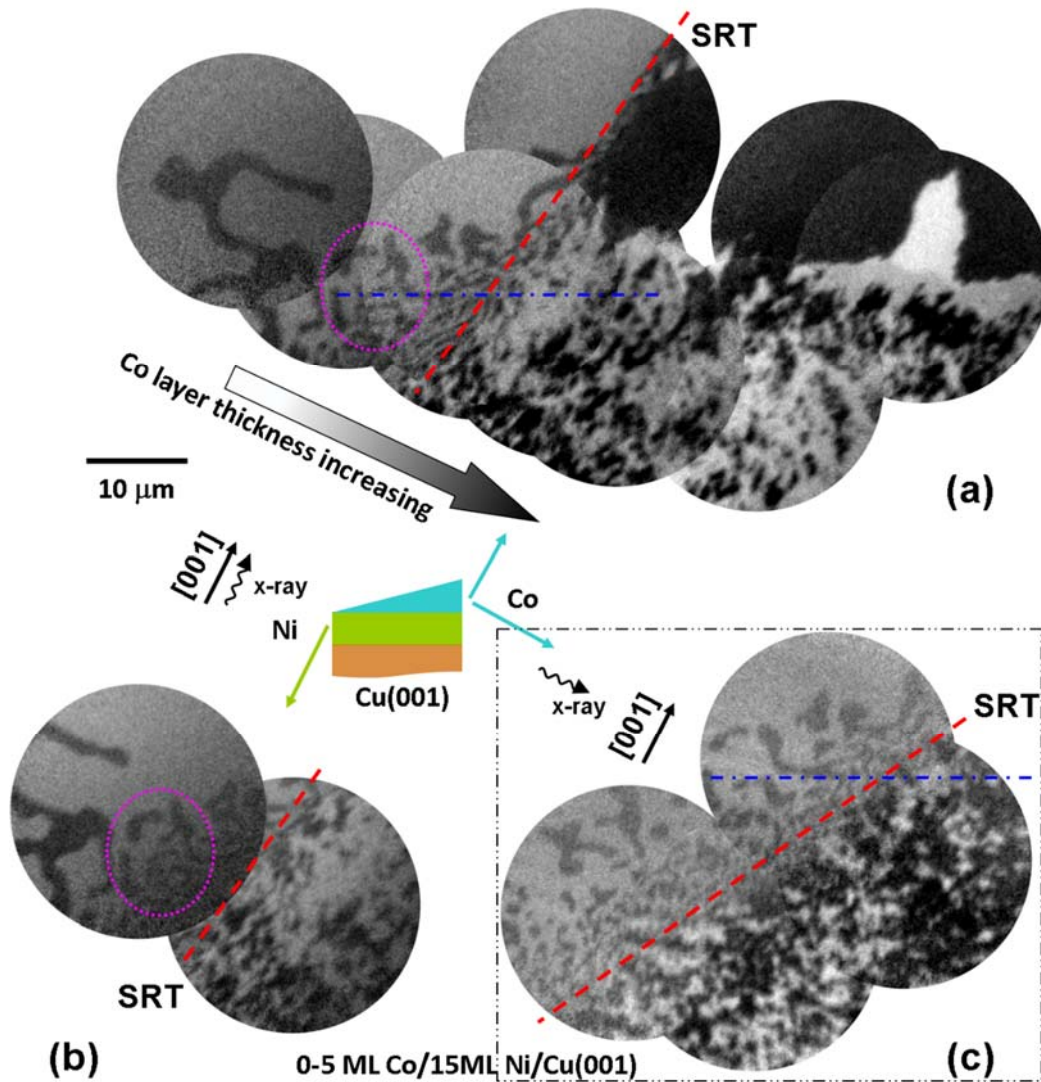 SRT
Co layer thickness increasing
10 μm
(a)
[001]
x-ray
Ni
Co
Cu(001)
x-ray
[001]
SRT
SRT
(b)
0-5 ML Co/15ML Ni/Cu(001)
(c)